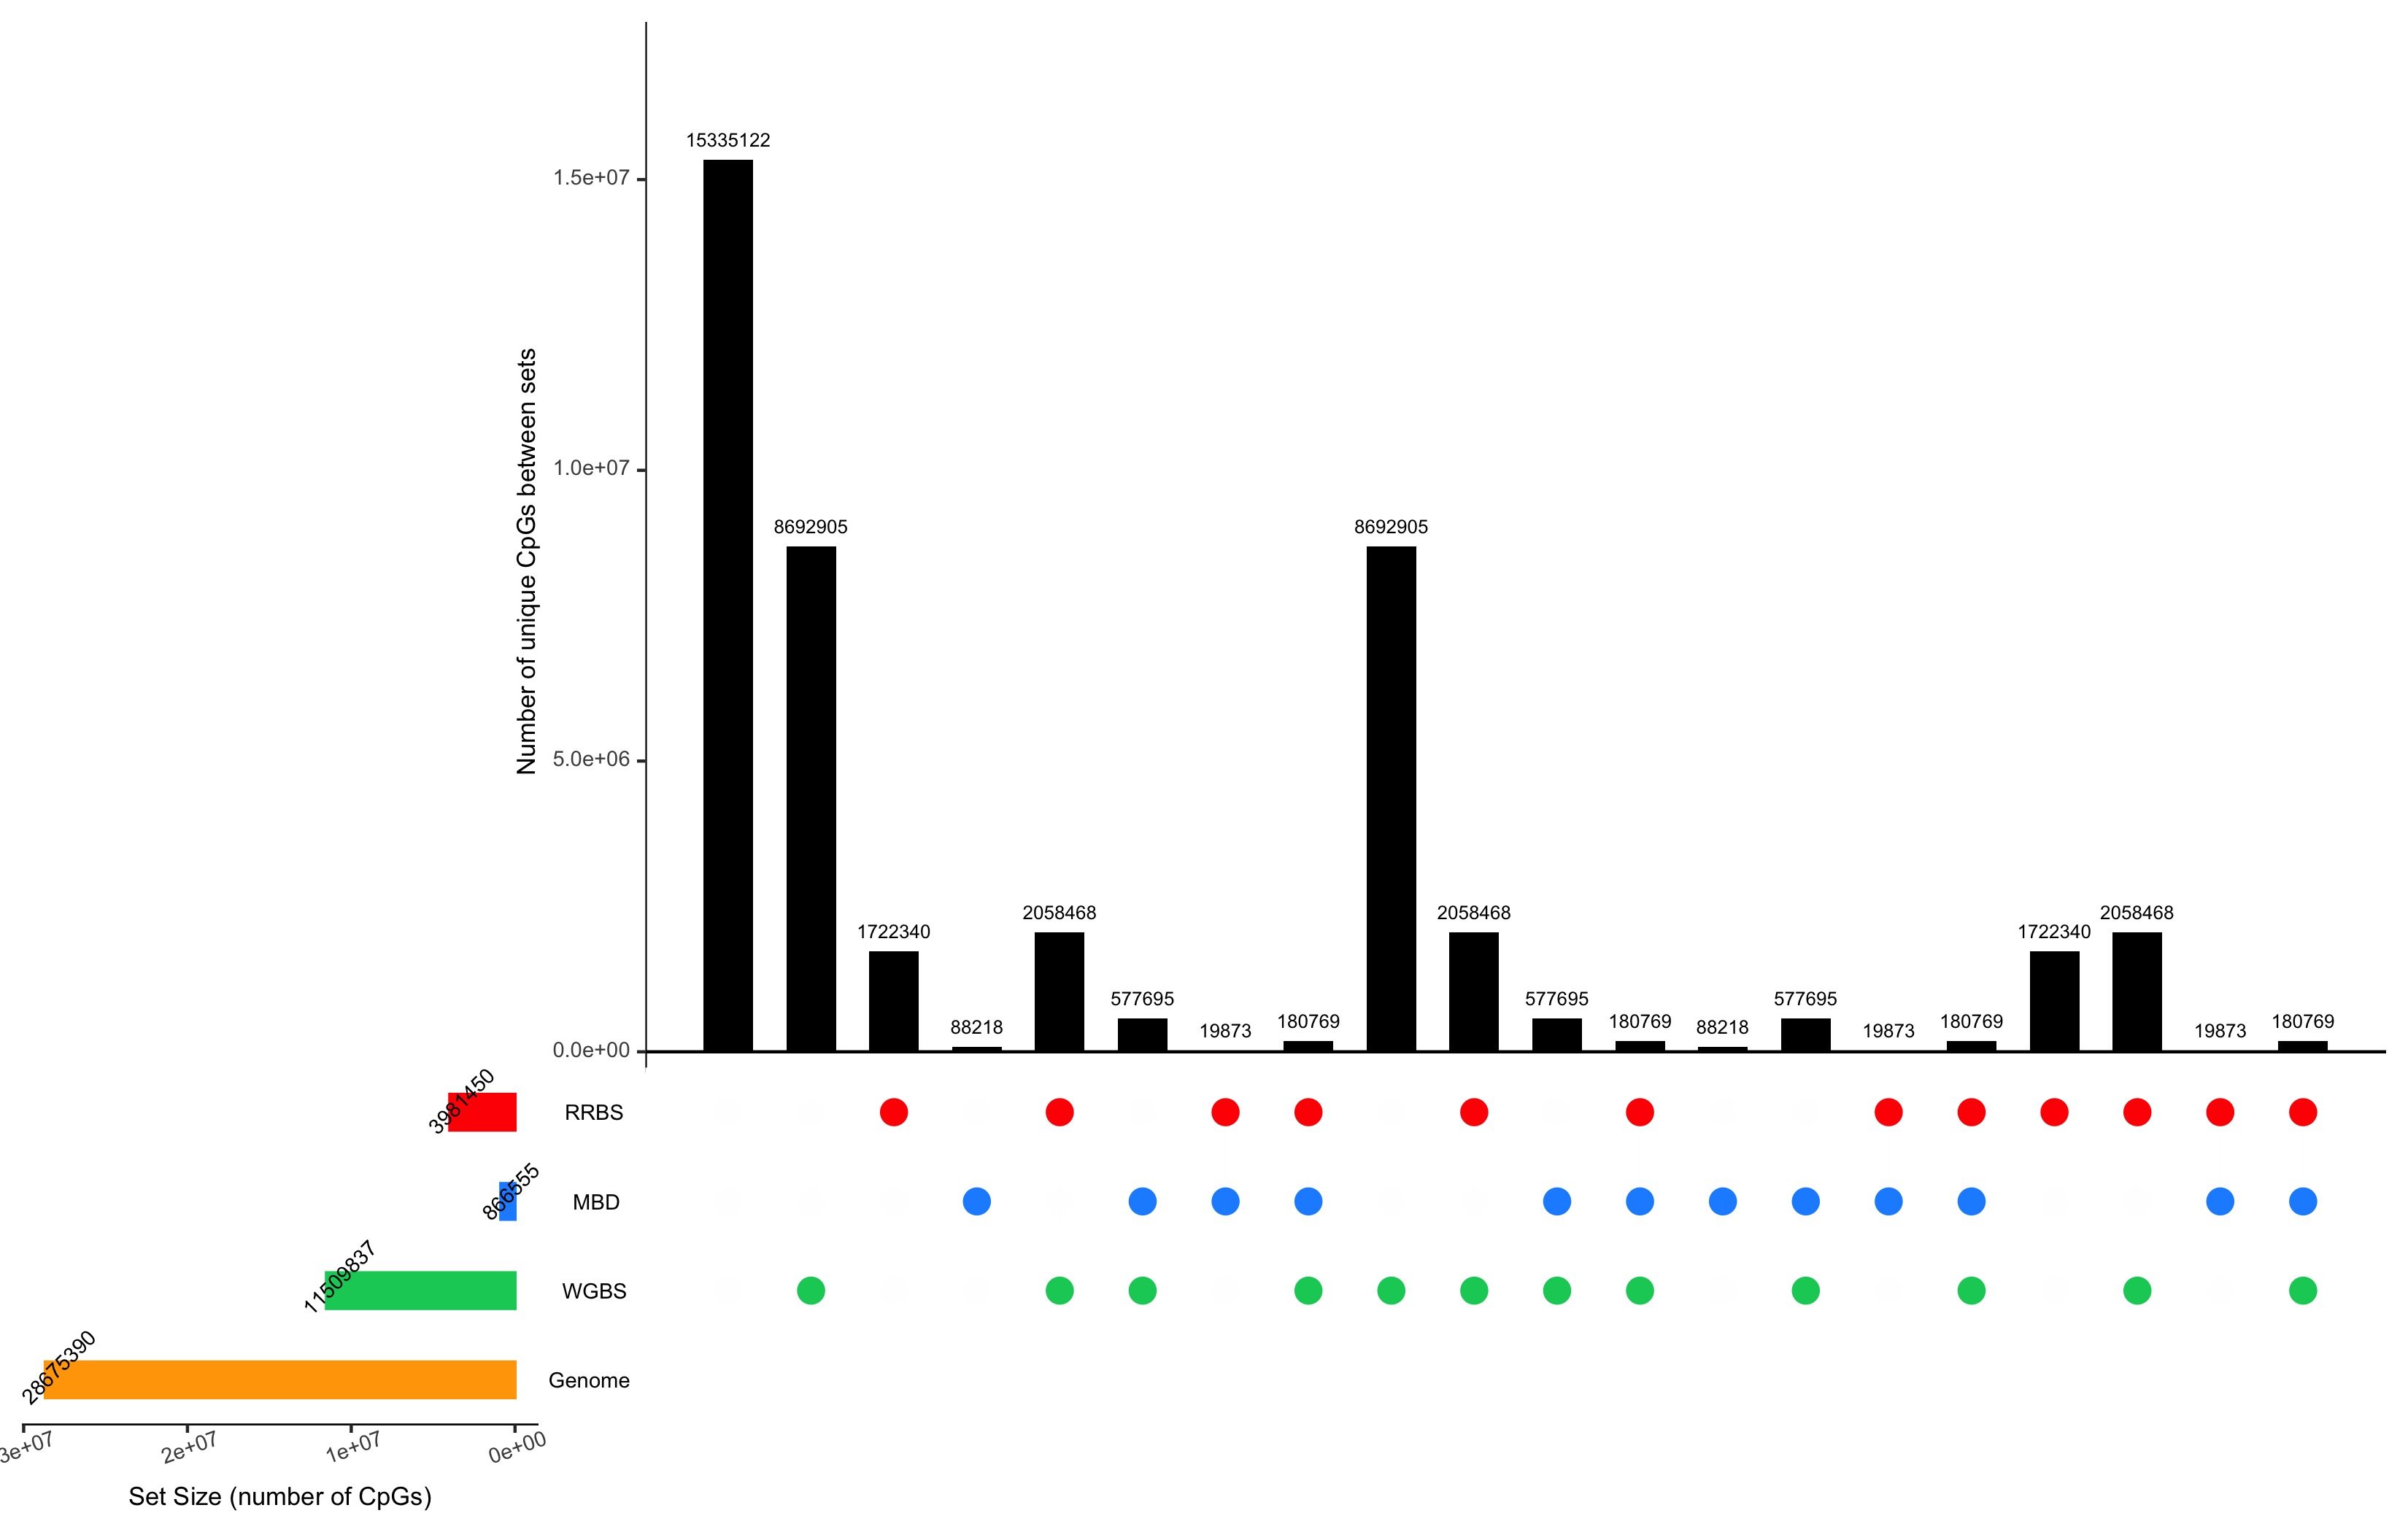 15335122
1.5e+07
8692905
8692905
1.0e+07
Number of unique CpGs between sets
5.0e+06
2058468
2058468
2058468
1722340
1722340
577695
577695
577695
88218
19873
180769
180769
88218
19873
180769
19873
180769
0.0e+00
3981450
RRBS
866555
MBD
11509837
WGBS
28675390
Genome
3e+07
2e+07
1e+07
0e+00
Set Size (number of CpGs)